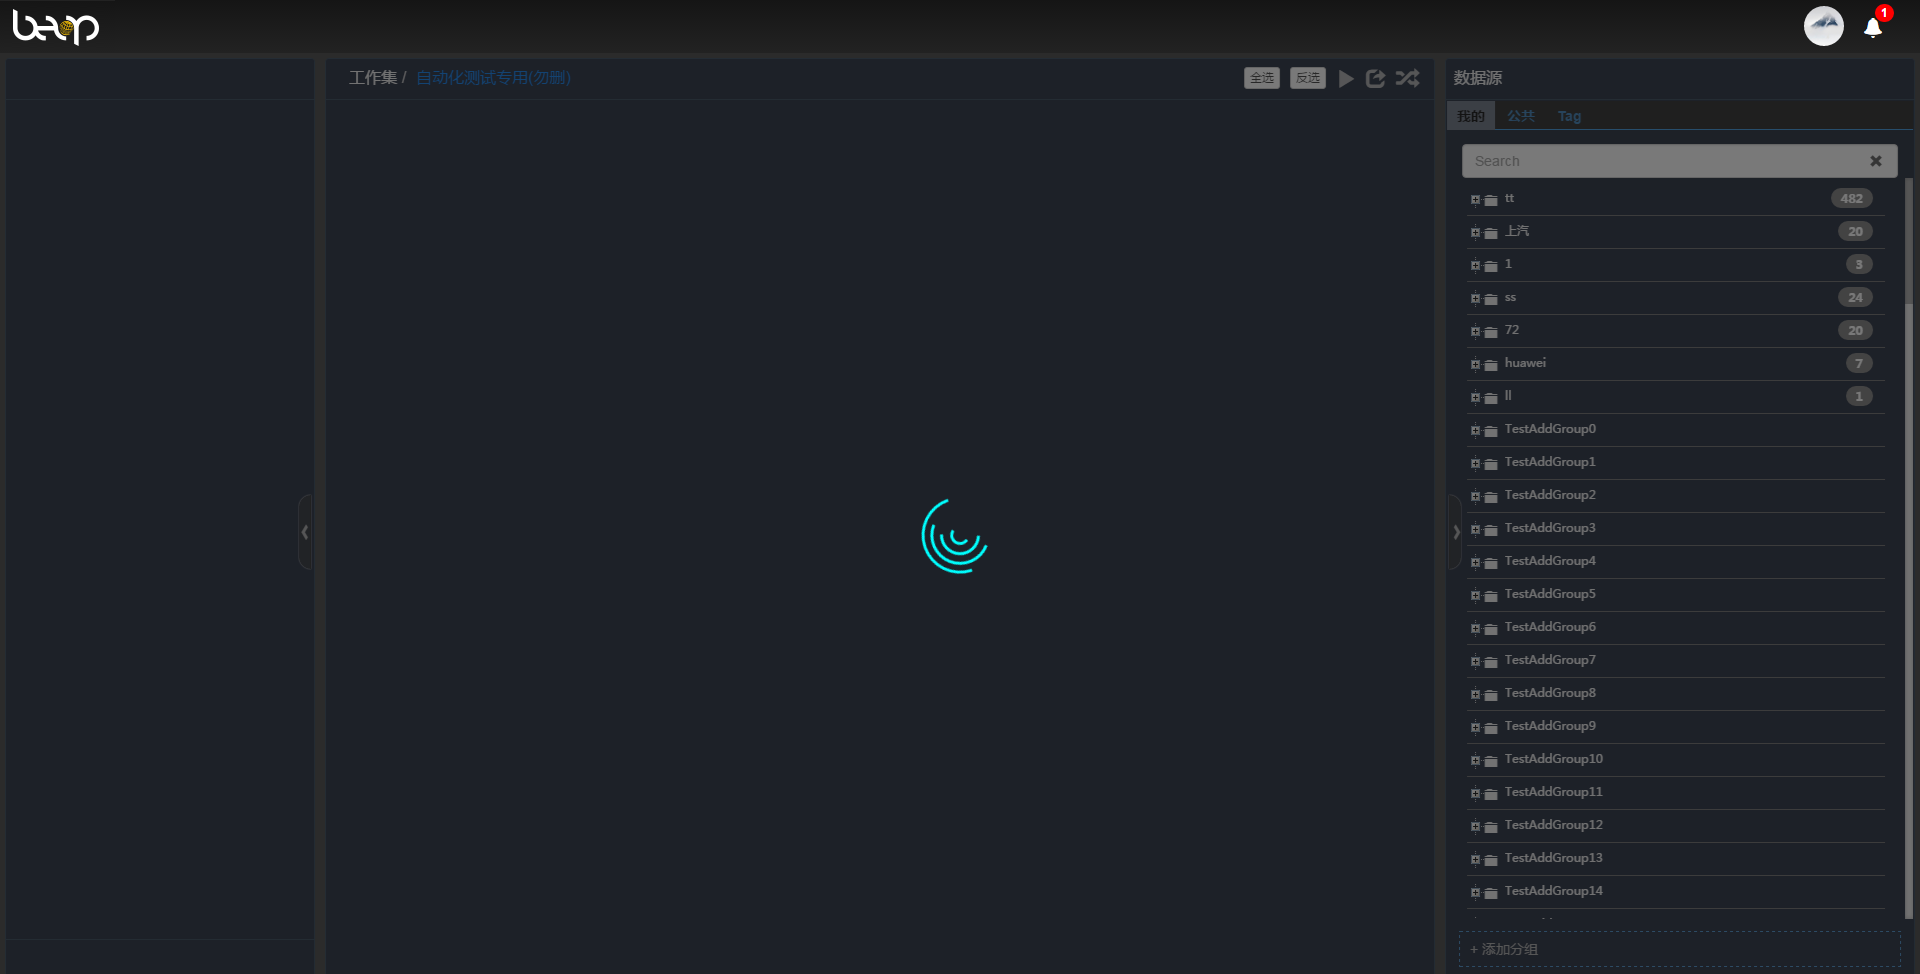 beop
1
工作集 / 自动化测试专用(勿删)
全选 反选
数据源
我的 公共 Tag
Search
tt 482
上汽 20
1 3
ss 24
72 20
huawei 7
ll 1
TestAddGroup0
TestAddGroup1
TestAddGroup2
TestAddGroup3
TestAddGroup4
TestAddGroup5
TestAddGroup6
TestAddGroup7
TestAddGroup8
TestAddGroup9
TestAddGroup10
TestAddGroup11
TestAddGroup12
TestAddGroup13
TestAddGroup14
+ 添加分组